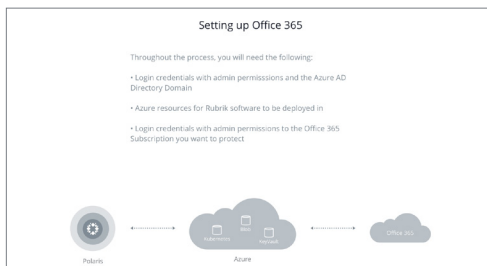 Setting up Office 365
Throughout the process, you will need the following:
• Login credentials with admin permisssions and the Azure AD
Directory Domain
• Azure resources for Rubrik software to be deployed in
• Login credentials with admin permissions to the Office 365
Subscription you want to protect
Blob
Kubernetes
Office 365
Polaris
Azure